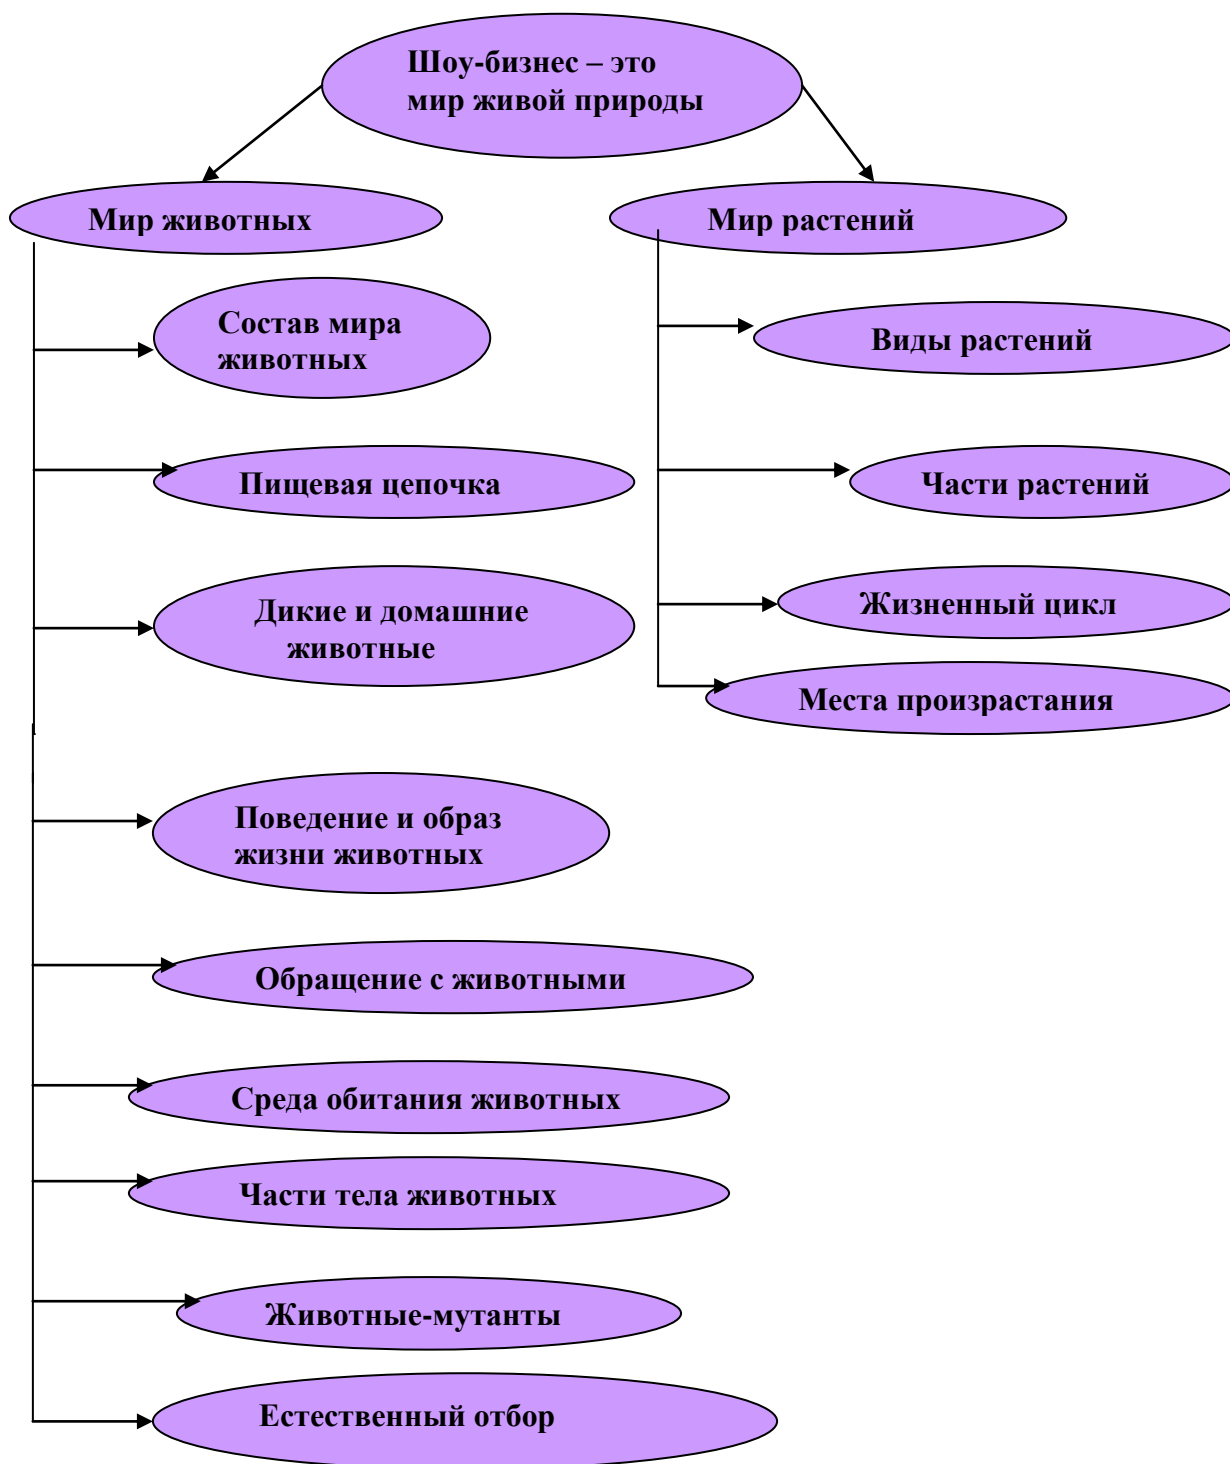 Шоу-бизнес – это
мир живой природы
Мир животных
Мир растений
Состав мира
животных
Виды растений
Пищевая цепочка
Части растений
Дикие и домашние
животные
Жизненный цикл
Места произрастания
Поведение и образ
жизни животных
Обращение с животными
Среда обитания животных
Части тела животных
Животные-мутанты
Естественный отбор